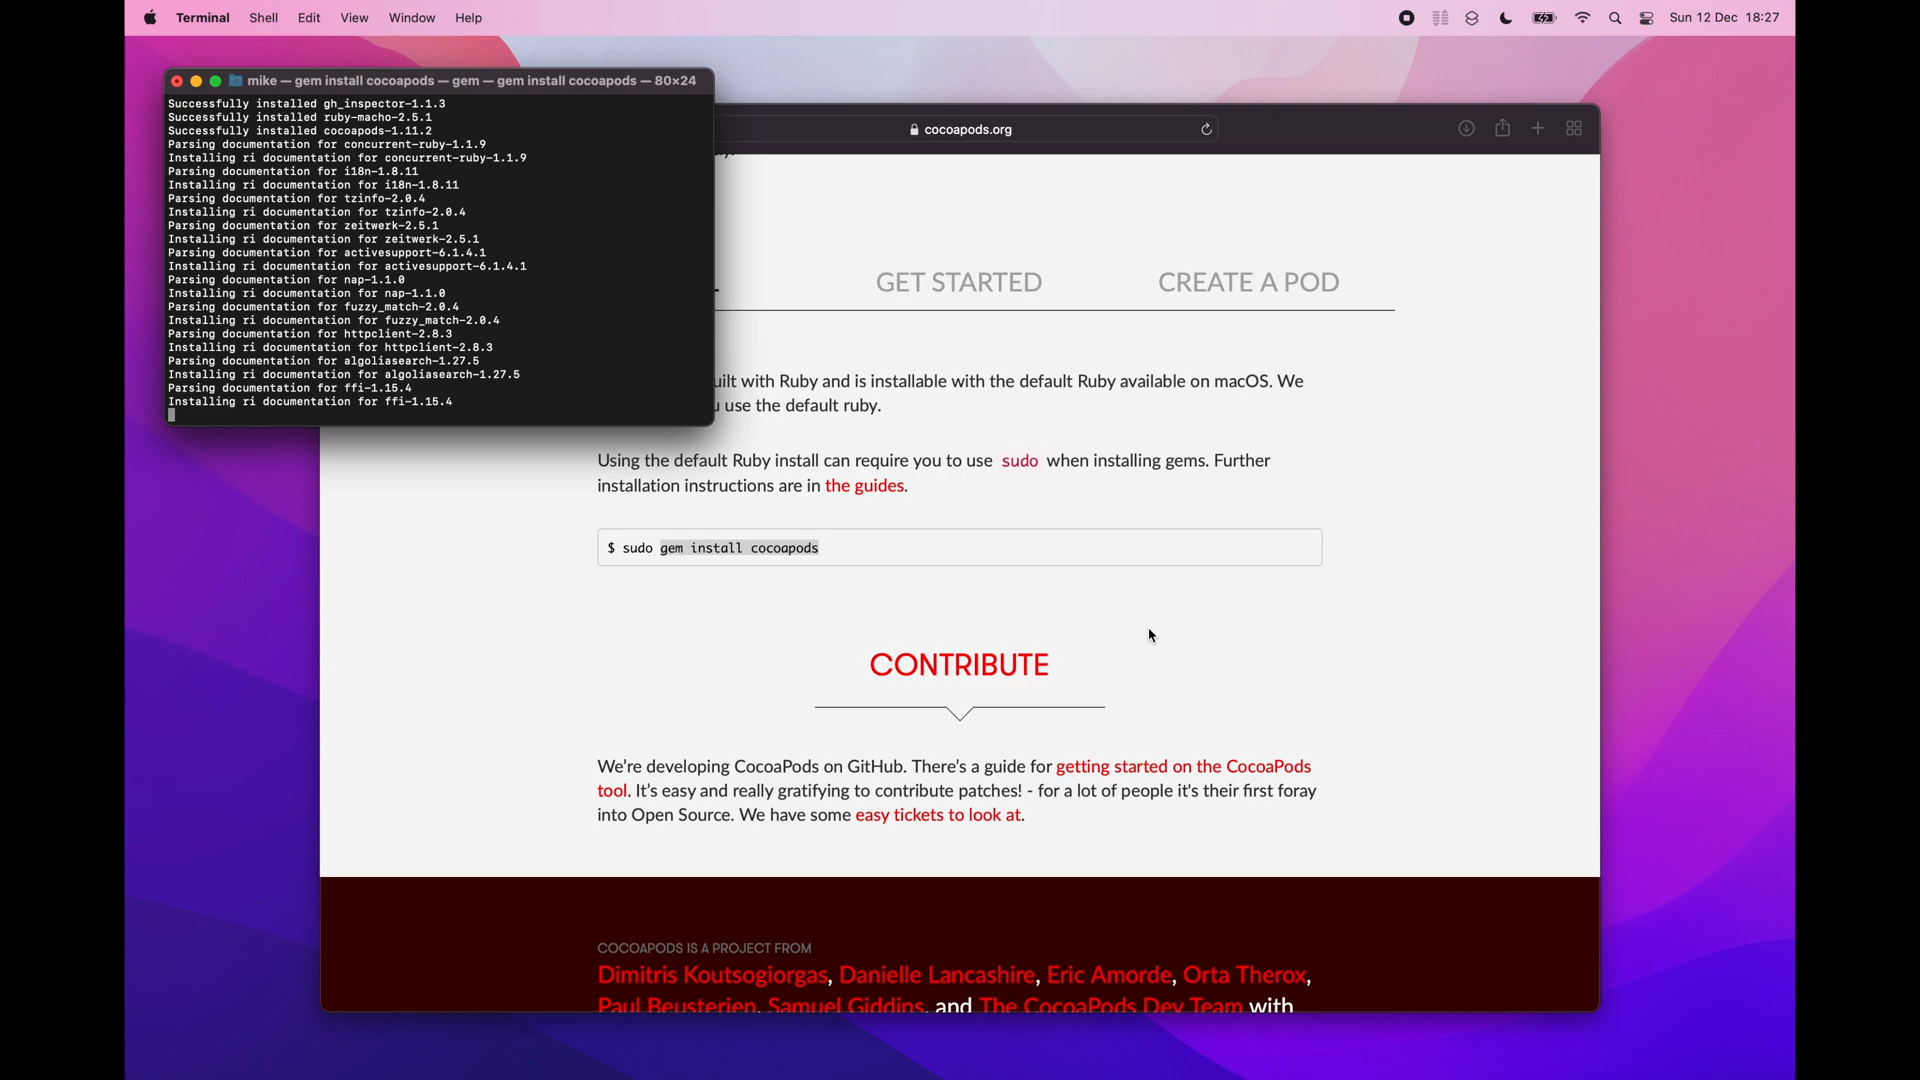 Terminal Shell Edit View Window Help
Sun 12 Dec 18:27
mike — gem install cocoapods — gem — gem install cocoapods — 80×24
Successfully installed gh_inspector-1.1.3
Successfully installed ruby-macho-2.5.1
Successfully installed cocoapods-1.11.2
Parsing documentation for concurrent-ruby-1.1.9
Installing ri documentation for concurrent-ruby-1.1.9
Parsing documentation for i18n-1.8.11
Installing ri documentation for i18n-1.8.11
Parsing documentation for tzinfo-2.0.4
Installing ri documentation for tzinfo-2.0.4
Parsing documentation for zeitwerk-2.5.1
Installing ri documentation for zeitwerk-2.5.1
Parsing documentation for activesupport-6.1.4.1
Installing ri documentation for activesupport-6.1.4.1
Parsing documentation for nap-1.1.0
Installing ri documentation for nap-1.1.0
Parsing documentation for fuzzy_match-2.0.4
Installing ri documentation for fuzzy_match-2.0.4
Parsing documentation for httpclient-2.8.3
Installing ri documentation for httpclient-2.8.3
Parsing documentation for algoliasearch-1.27.5
Installing ri documentation for algoliasearch-1.27.5
Parsing documentation for ffi-1.15.4
Installing ri documentation for ffi-1.15.4
cocoapods.org
GET STARTED CREATE A POD
with Ruby and is installable with the default Ruby available on macOS. We
use the default ruby.
Using the default Ruby install can require you to use sudo when installing gems. Further
installation instructions are in the guides.
$ sudo gem install cocoapods
CONTRIBUTE
We're developing CocoaPods on GitHub. There's a guide for getting started on the CocoaPods
tool. It's easy and really gratifying to contribute patches! - for a lot of people it's their first foray
into Open Source. We have some easy tickets to look at.
COCOAPODS IS A PROJECT FROM
Dimitris Koutsogiorgas, Danielle Lancashire, Eric Amorde, Orta Therox,
Paul Beusterien, Samuel Giddins, and The CocoaPods Dev Team with